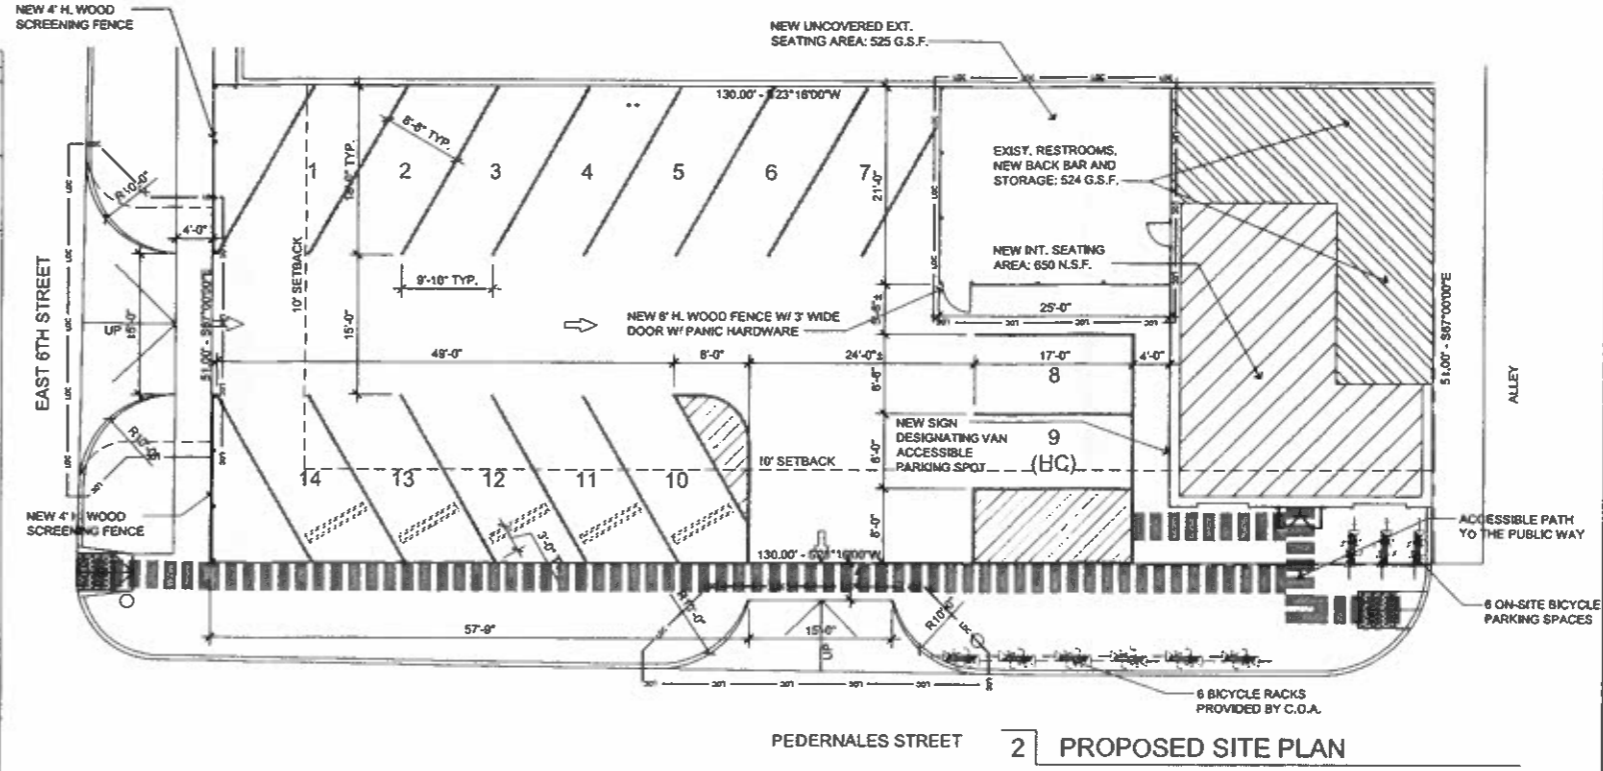 NEW 4' H. WOOD
SCREENING FENCE
NEW UNCOVERED EXT.
SEATING AREA: 525 G.S.F.
130.00' - S23°16'00"W
8'-6" TYP.
EXIST. RESTROOMS,
NEW BACK BAR AND
STORAGE: 524 G.S.F.
1
2
3
4
5
6
7
21'-0"
R10'-0"
4'-0"
10' SETBACK
NEW INT. SEATING
AREA: 650 N.S.F.
9'-10" TYP.
EAST 6TH STREET
UP
15'-0"
NEW 6' H. WOOD FENCE W/ 3' WIDE
DOOR W/ PANIC HARDWARE
25'-0"
49'-0"
8'-0"
24'-0"±
17'-0"
4'-0"
8
51.00' - S67°00'00"E
ALLEY
NEW SIGN
DESIGNATING VAN
ACCESSIBLE
PARKING SPOT
9
(HC)
10' SETBACK
14
13
12
11
10
NEW 4' H. WOOD
SCREENING FENCE
8'-0"
ACCESSIBLE PATH
TO THE PUBLIC WAY
6 ON-SITE BICYCLE
PARKING SPACES
57'-9"
15'-0"
UP
R10'-0"
6 BICYCLE RACKS
PROVIDED BY C.O.A.
PEDERNALES STREET
2 PROPOSED SITE PLAN